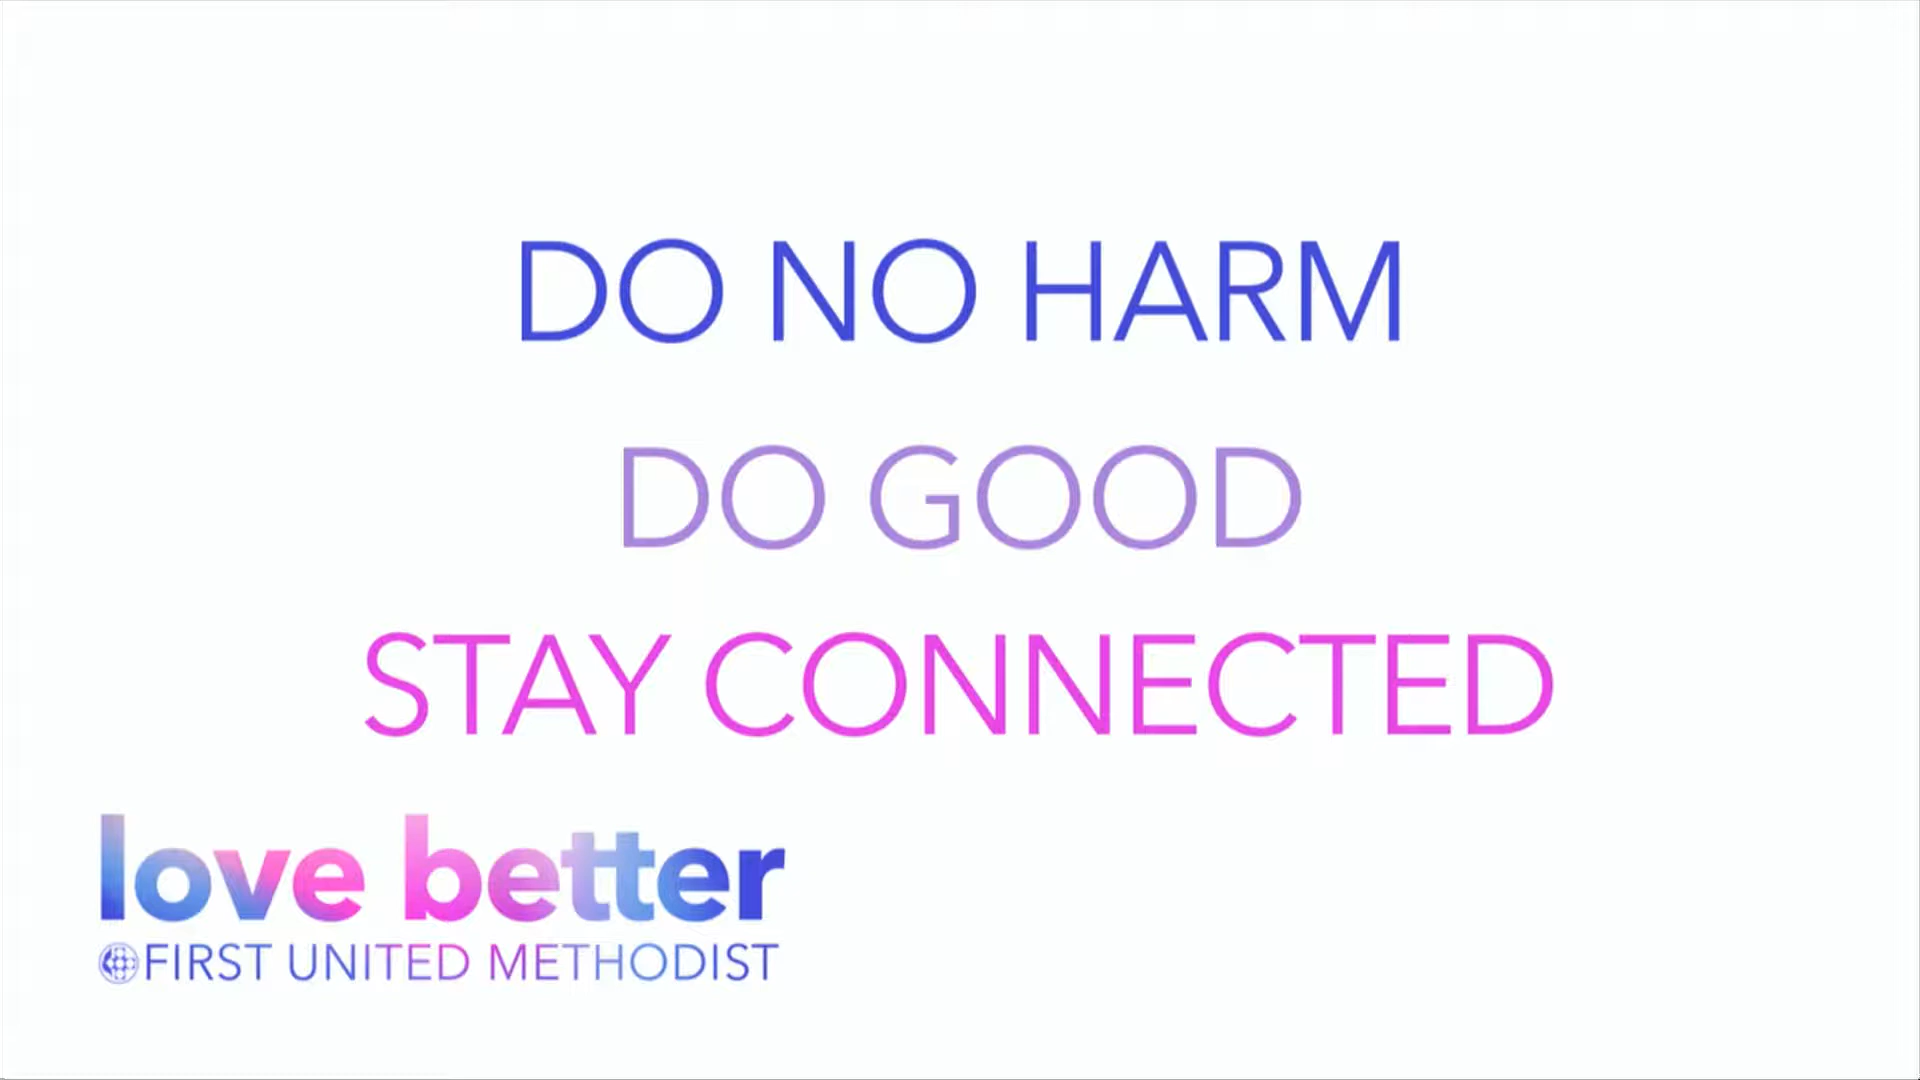 DO NO HARM
DO GOOD
STAY CONNECTED
love better
FIRST UNITED METHODIST